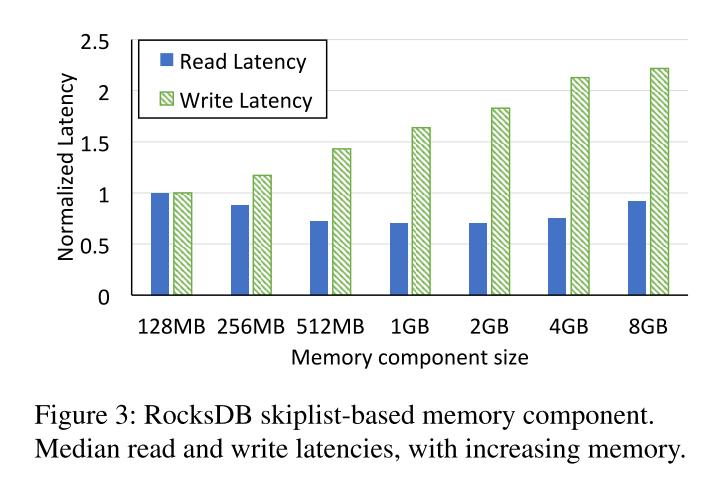 2.5
2
1.5
1
0.5
0
Normalized Latency
Read Latency
Write Latency
128MB 256MB 512MB 1GB 2GB 4GB 8GB
Memory component size
Figure 3: RocksDB skiplist-based memory component.
Median read and write latencies, with increasing memory.